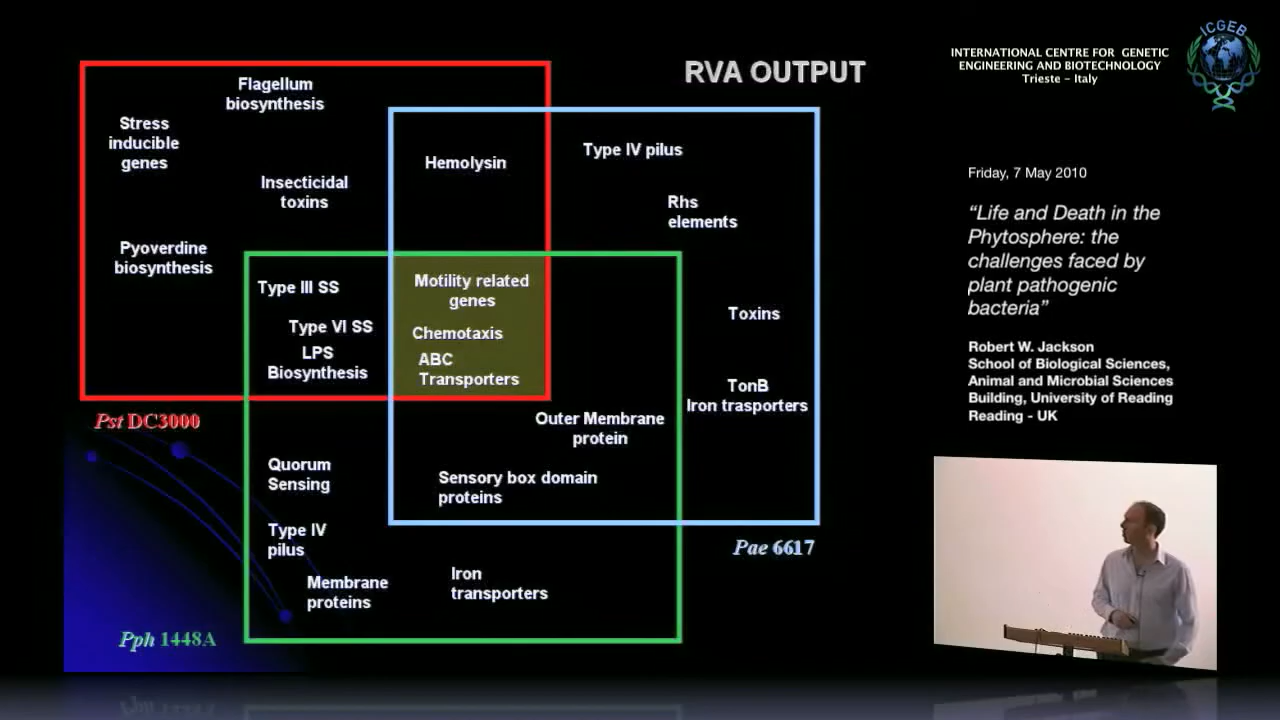 RVA OUTPUT
Flagellum
biosynthesis
Stress
inducible
genes
Insecticidal
toxins
Pyoverdine
biosynthesis
Hemolysin
Type IV pilus
Rhs
elements
Type III SS
Type VI SS
LPS
Biosynthesis
Motility related
genes
Chemotaxis
ABC
Transporters
Toxins
TonB
Iron trasporters
Outer Membrane
protein
Sensory box domain
proteins
Pst DC3000
Quorum
Sensing
Type IV
pilus
Membrane
proteins
Iron
transporters
Pae 6617
Pph 1448A
INTERNATIONAL CENTRE FOR GENETIC
ENGINEERING AND BIOTECHNOLOGY
Trieste – Italy
ICGEB
Friday, 7 May 2010
“Life and Death in the
Phytosphere: the
challenges faced by
plant pathogenic
bacteria”
Robert W. Jackson
School of Biological Sciences,
Animal and Microbial Sciences
Building, University of Reading
Reading - UK